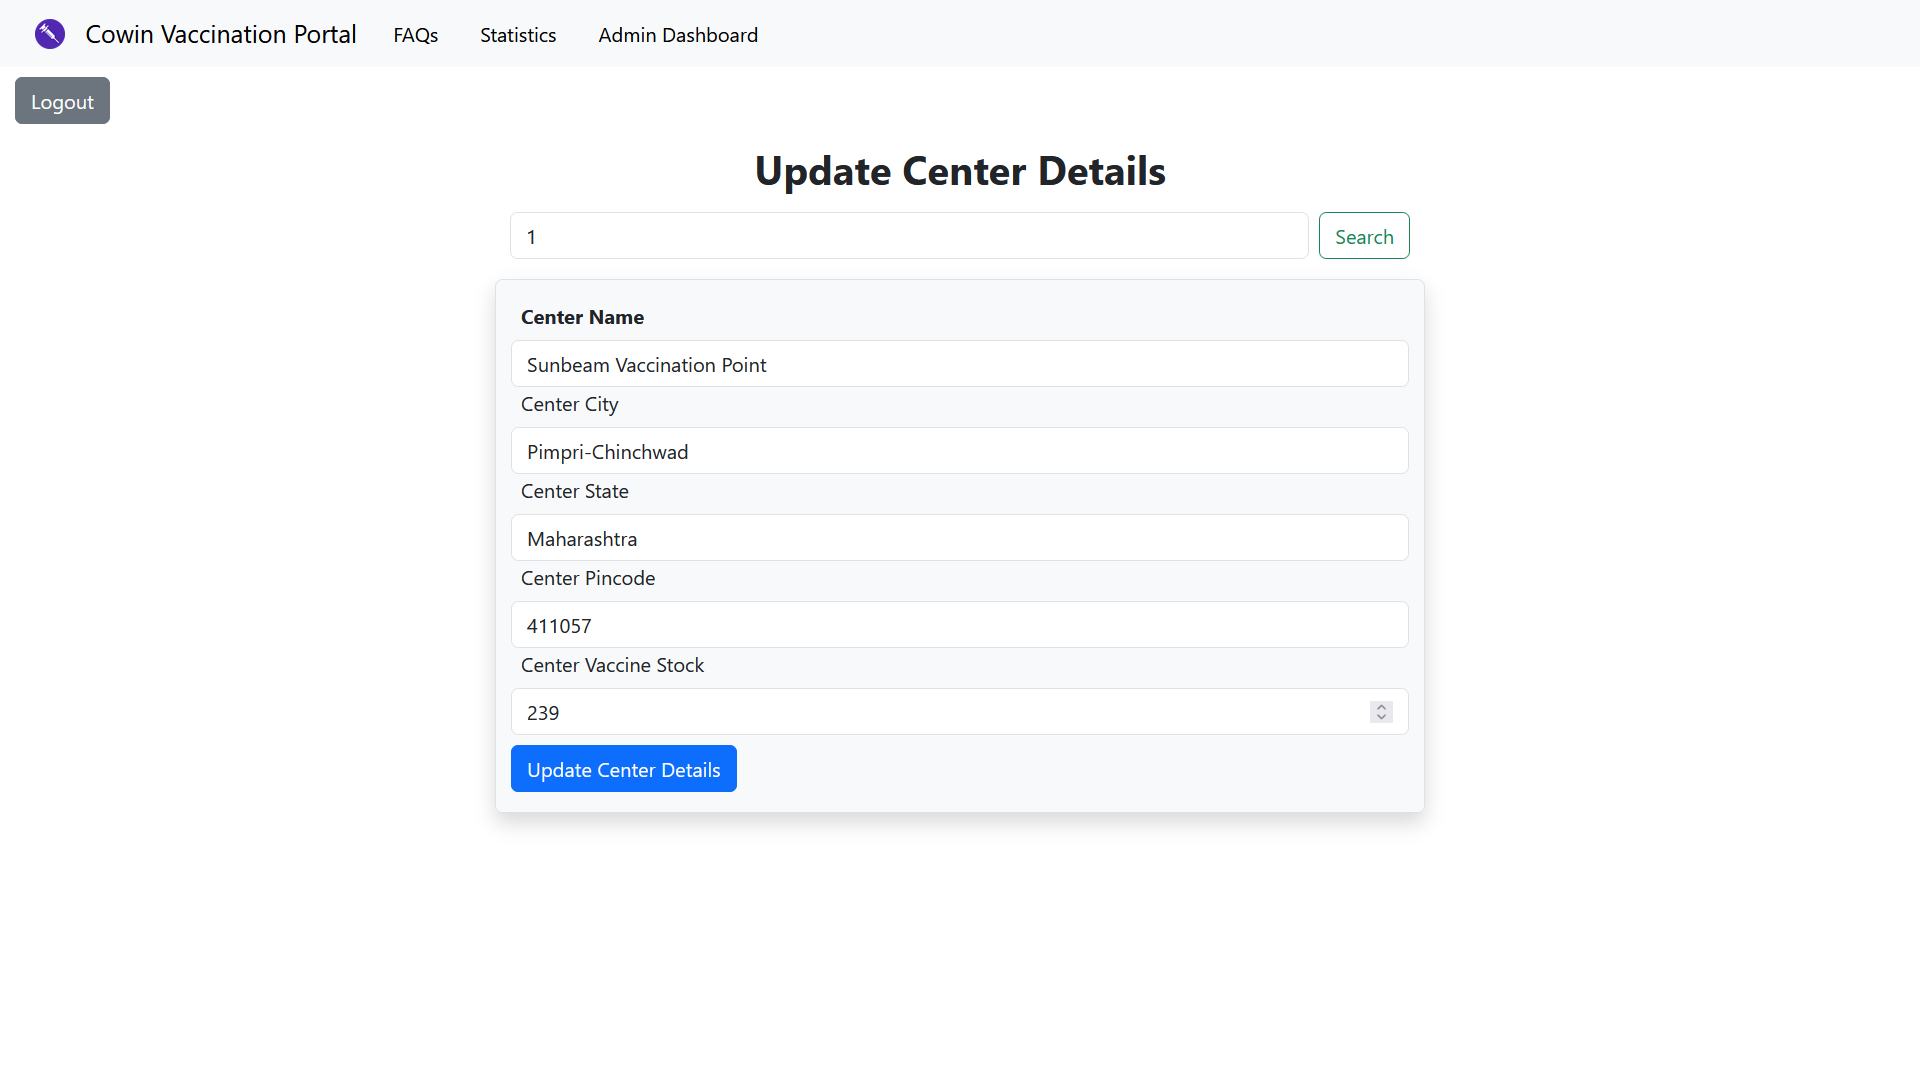 Cowin Vaccination Portal FAQs Statistics Admin Dashboard
Logout
Update Center Details
1 Search
Center Name
Sunbeam Vaccination Point
Center City
Pimpri-Chinchwad
Center State
Maharashtra
Center Pincode
411057
Center Vaccine Stock
239
Update Center Details